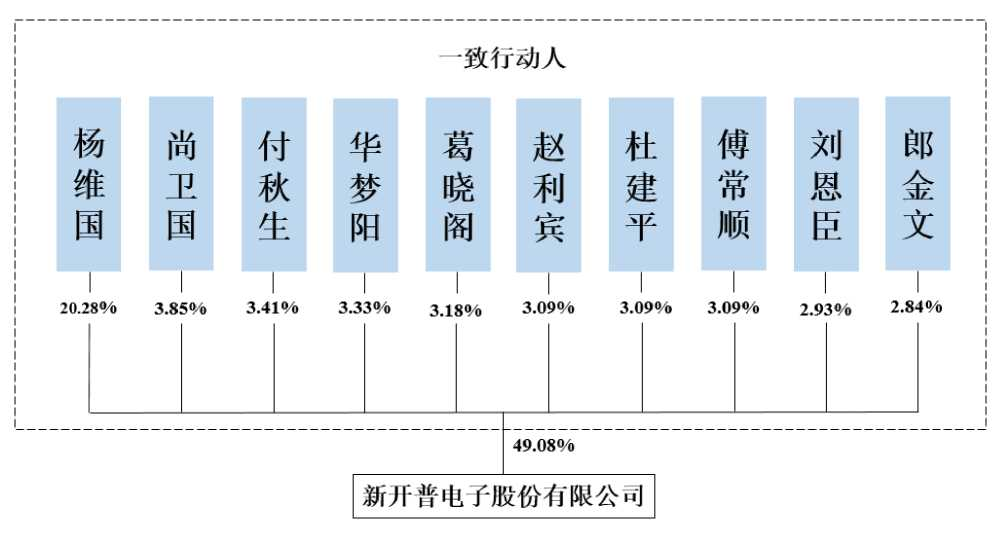 一致行动人
杨维国
尚卫国
付秋生
华梦阳
葛晓阁
赵利宾
杜建平
傅常顺
刘恩臣
郎金文
20.28%
3.85%
3.41%
3.33%
3.18%
3.09%
3.09%
3.09%
2.93%
2.84%
49.08%
新开普电子股份有限公司